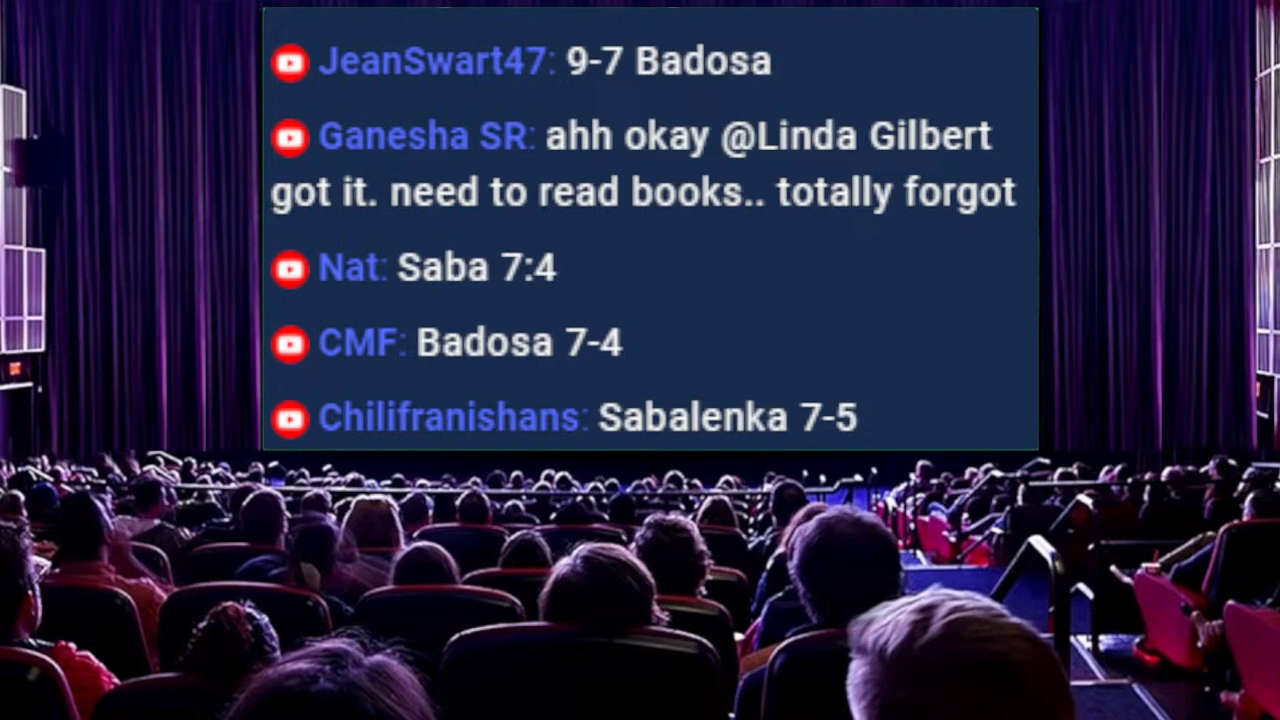 JeanSwart47: 9-7 Badosa
Ganesha SR: ahh okay @Linda Gilbert
got it. need to read books.. totally forgot
Nat: Saba 7:4
CMF: Badosa 7-4
Chilifranishans: Sabalenka 7-5